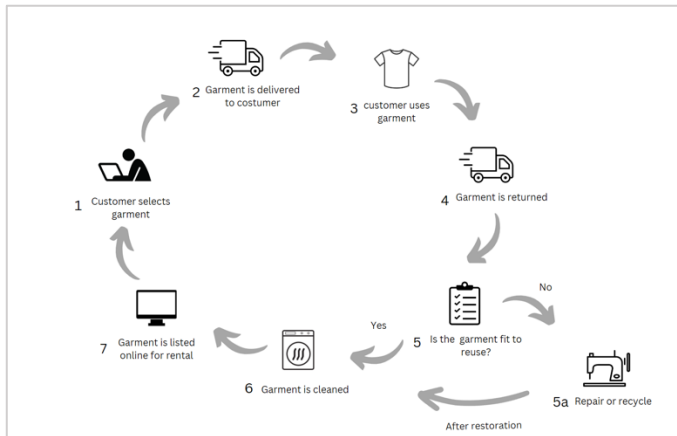 2 Garment is delivered
to costumer
3 customer uses
garment
1 Customer selects
garment
4 Garment is returned
No
Yes
5 Is the garment fit to
reuse?
7 Garment is listed
online for rental
6 Garment is cleaned
5a Repair or recycle
After restoration